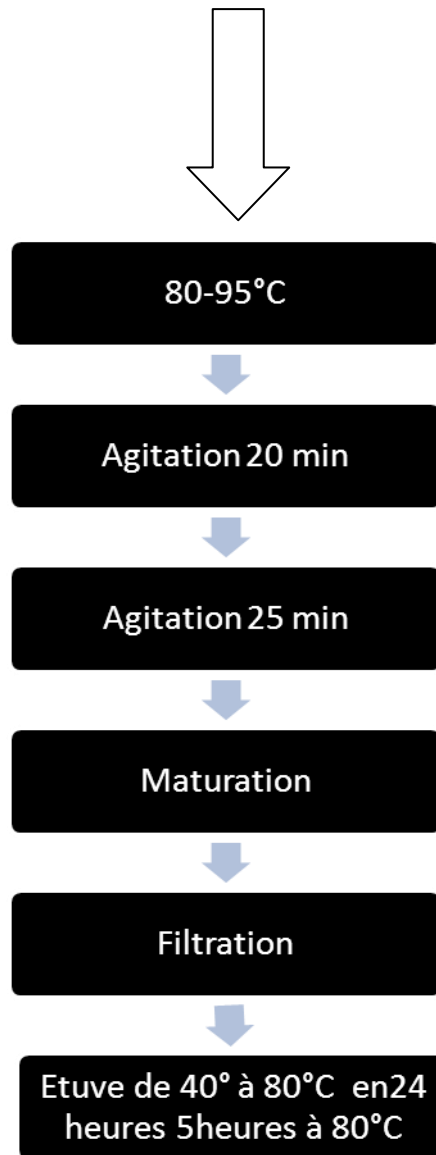 80-95°C
Agitation 20 min
Agitation 25 min
Maturation
Filtration
Etuve de 40° à 80°C en24
heures 5heures à 80°C